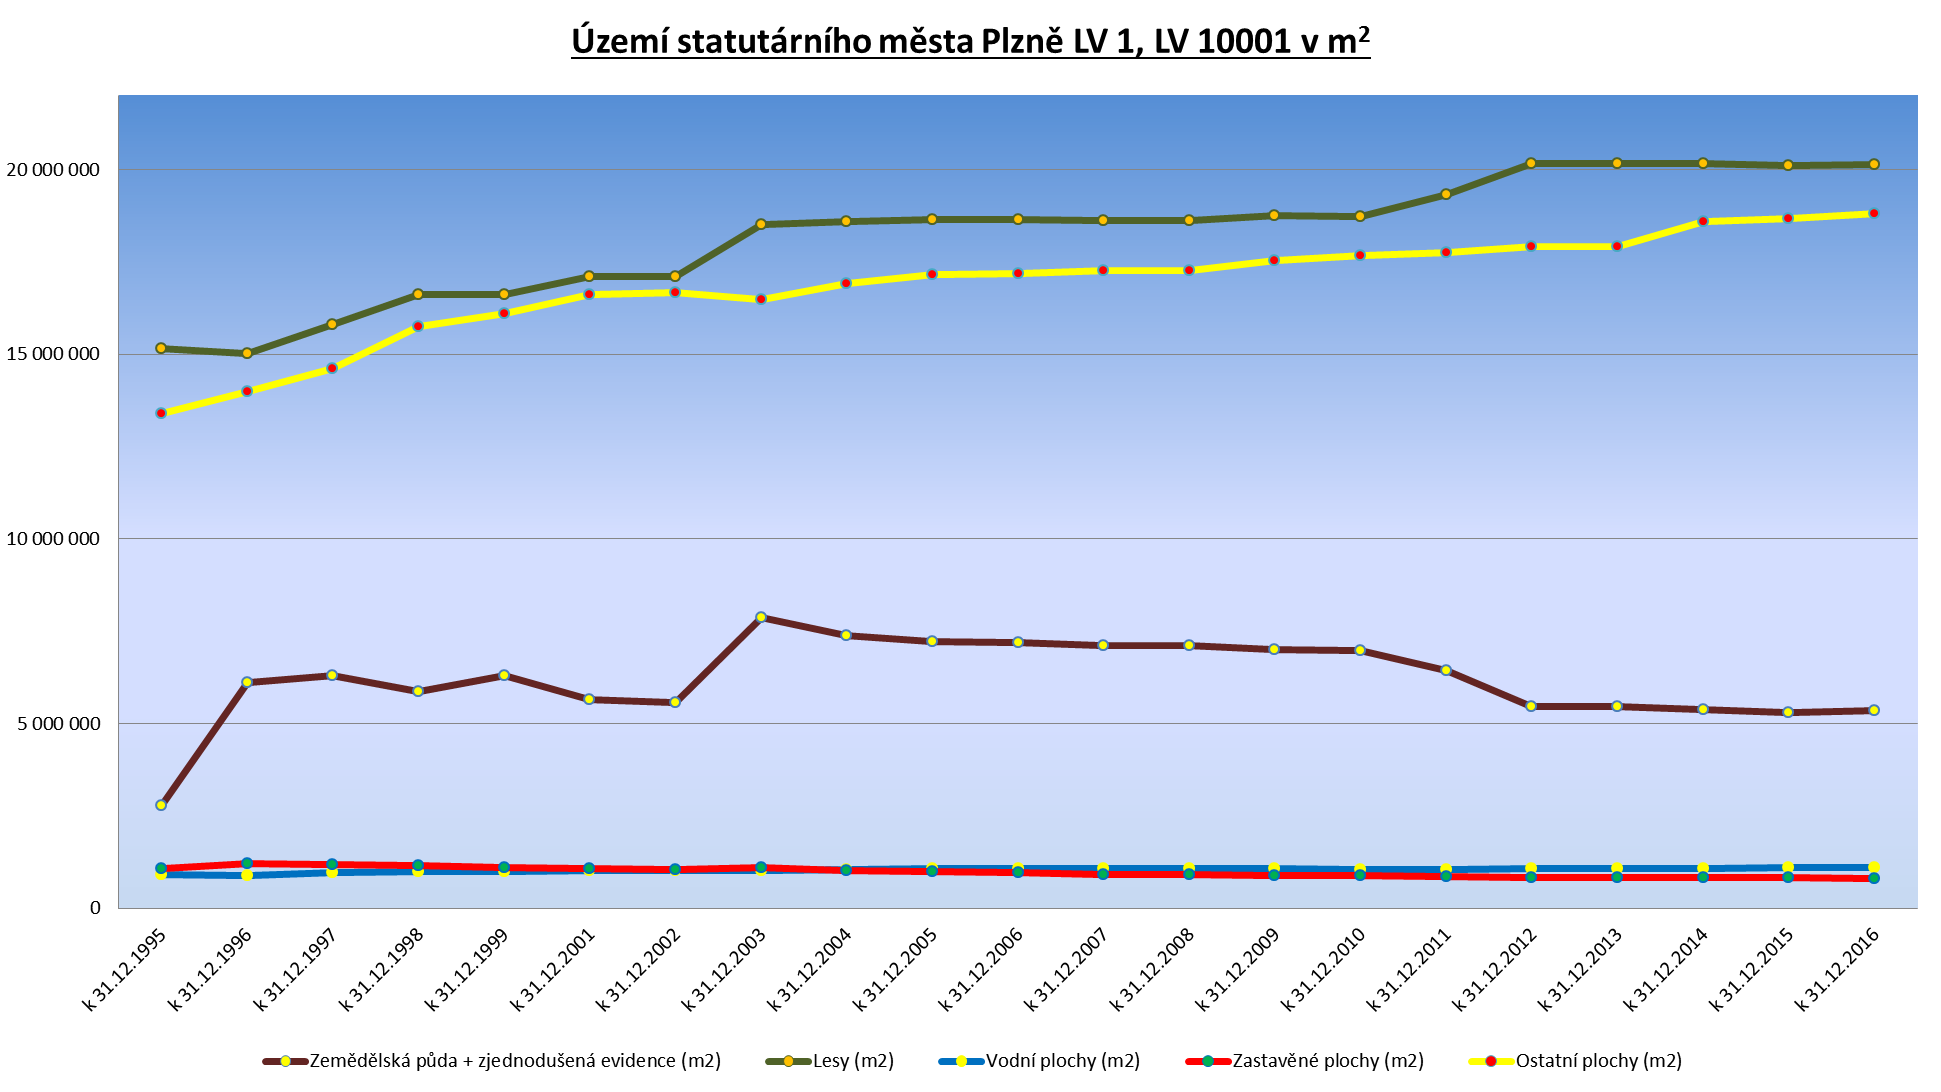 Území statutárního města Plzně LV 1, LV 10001 v m²
20 000 000
15 000 000
10 000 000
5 000 000
0
k 31.12.1995
k 31.12.1996
k 31.12.1997
k 31.12.1998
k 31.12.1999
k 31.12.2001
k 31.12.2002
k 31.12.2003
k 31.12.2004
k 31.12.2005
k 31.12.2006
k 31.12.2007
k 31.12.2008
k 31.12.2009
k 31.12.2010
k 31.12.2011
k 31.12.2012
k 31.12.2013
k 31.12.2014
k 31.12.2015
k 31.12.2016
Zemědělská půda + zjednodušená evidence (m2)
Lesy (m2)
Vodní plochy (m2)
Zastavěné plochy (m2)
Ostatní plochy (m2)